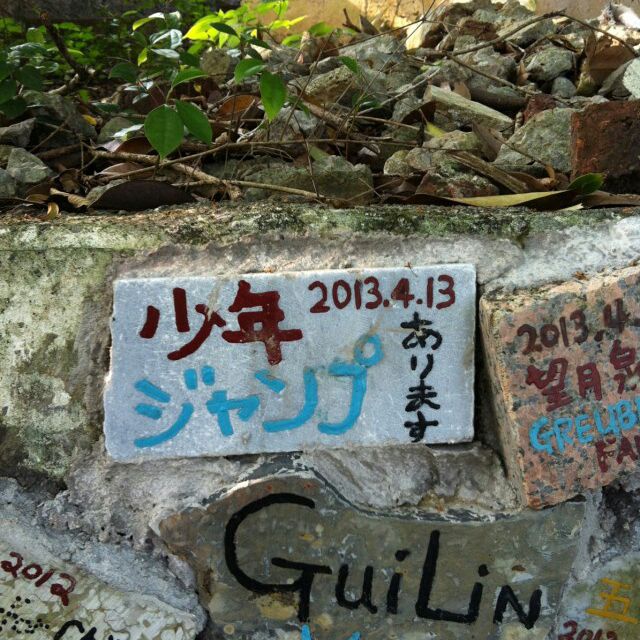 少年
2013.4.13
ジャンプ
あります
2013.4
望月
GREUB
FA
GuiLin
2012
五